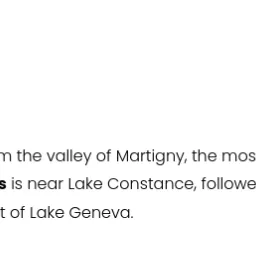 m the valley of Martigny, the mos
s is near Lake Constance, followe
t of Lake Geneva.